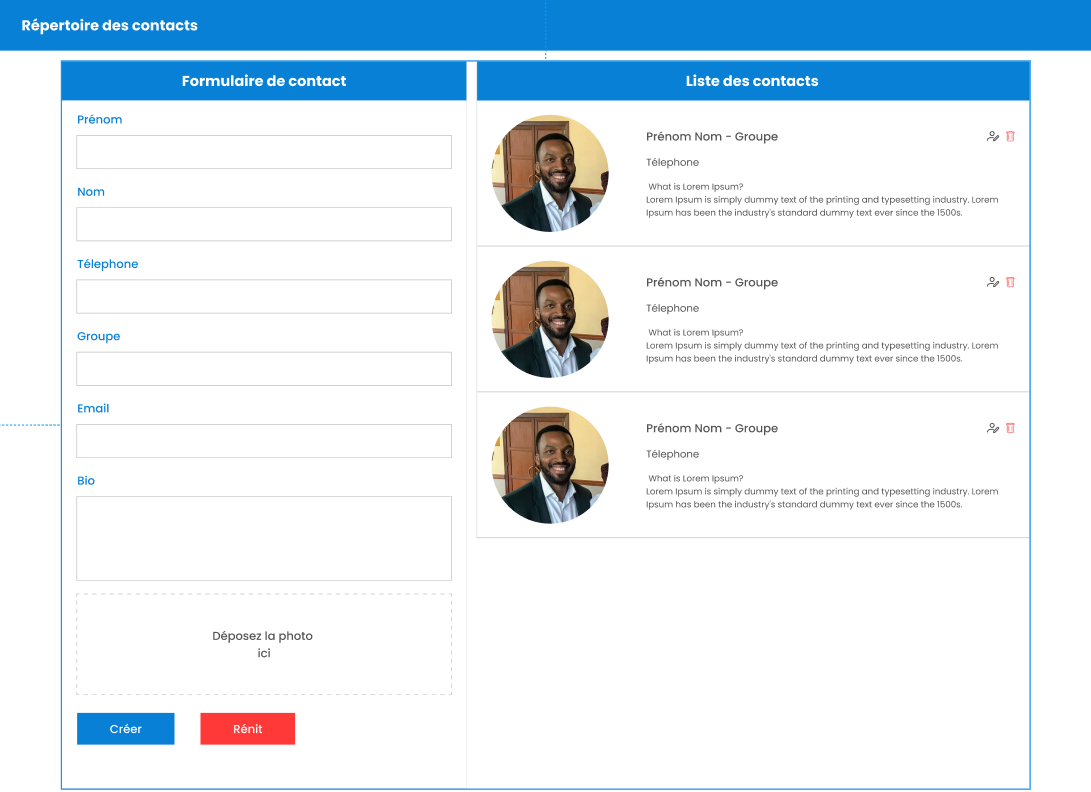 Répertoire des contacts
Formulaire de contact
Prénom
Nom
Télephone
Groupe
Email
Bio
Déposez la photo
ici
Créer
Rénit
Liste des contacts
Prénom Nom - Groupe
Télephone
What is Lorem Ipsum?
Lorem Ipsum is simply dummy text of the printing and typesetting industry. Lorem
Ipsum has been the industry's standard dummy text ever since the 1500s.
Prénom Nom - Groupe
Télephone
What is Lorem Ipsum?
Lorem Ipsum is simply dummy text of the printing and typesetting industry. Lorem
Ipsum has been the industry's standard dummy text ever since the 1500s.
Prénom Nom - Groupe
Télephone
What is Lorem Ipsum?
Lorem Ipsum is simply dummy text of the printing and typesetting industry. Lorem
Ipsum has been the industry's standard dummy text ever since the 1500s.